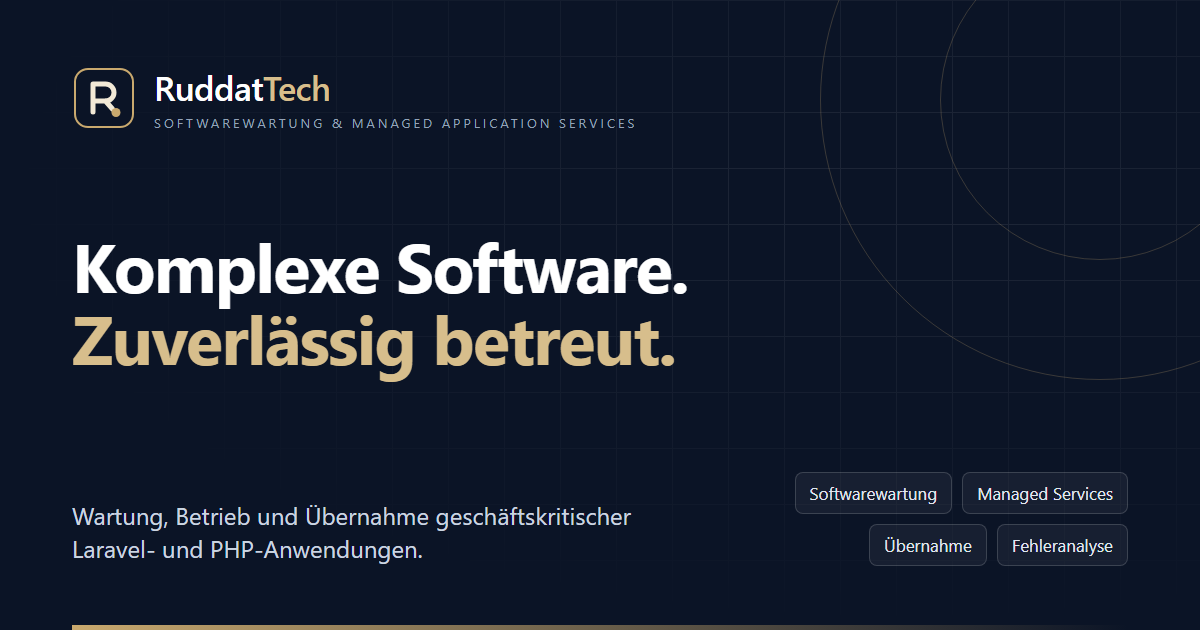 R
RuddatTech
SOFTWAREWARTUNG & MANAGED APPLICATION SERVICES
Komplexe Software.
Zuverlässig betreut.
Wartung, Betrieb und Übernahme geschäftskritischer
Laravel- und PHP-Anwendungen.
Softwarewartung
Managed Services
Übernahme
Fehleranalyse